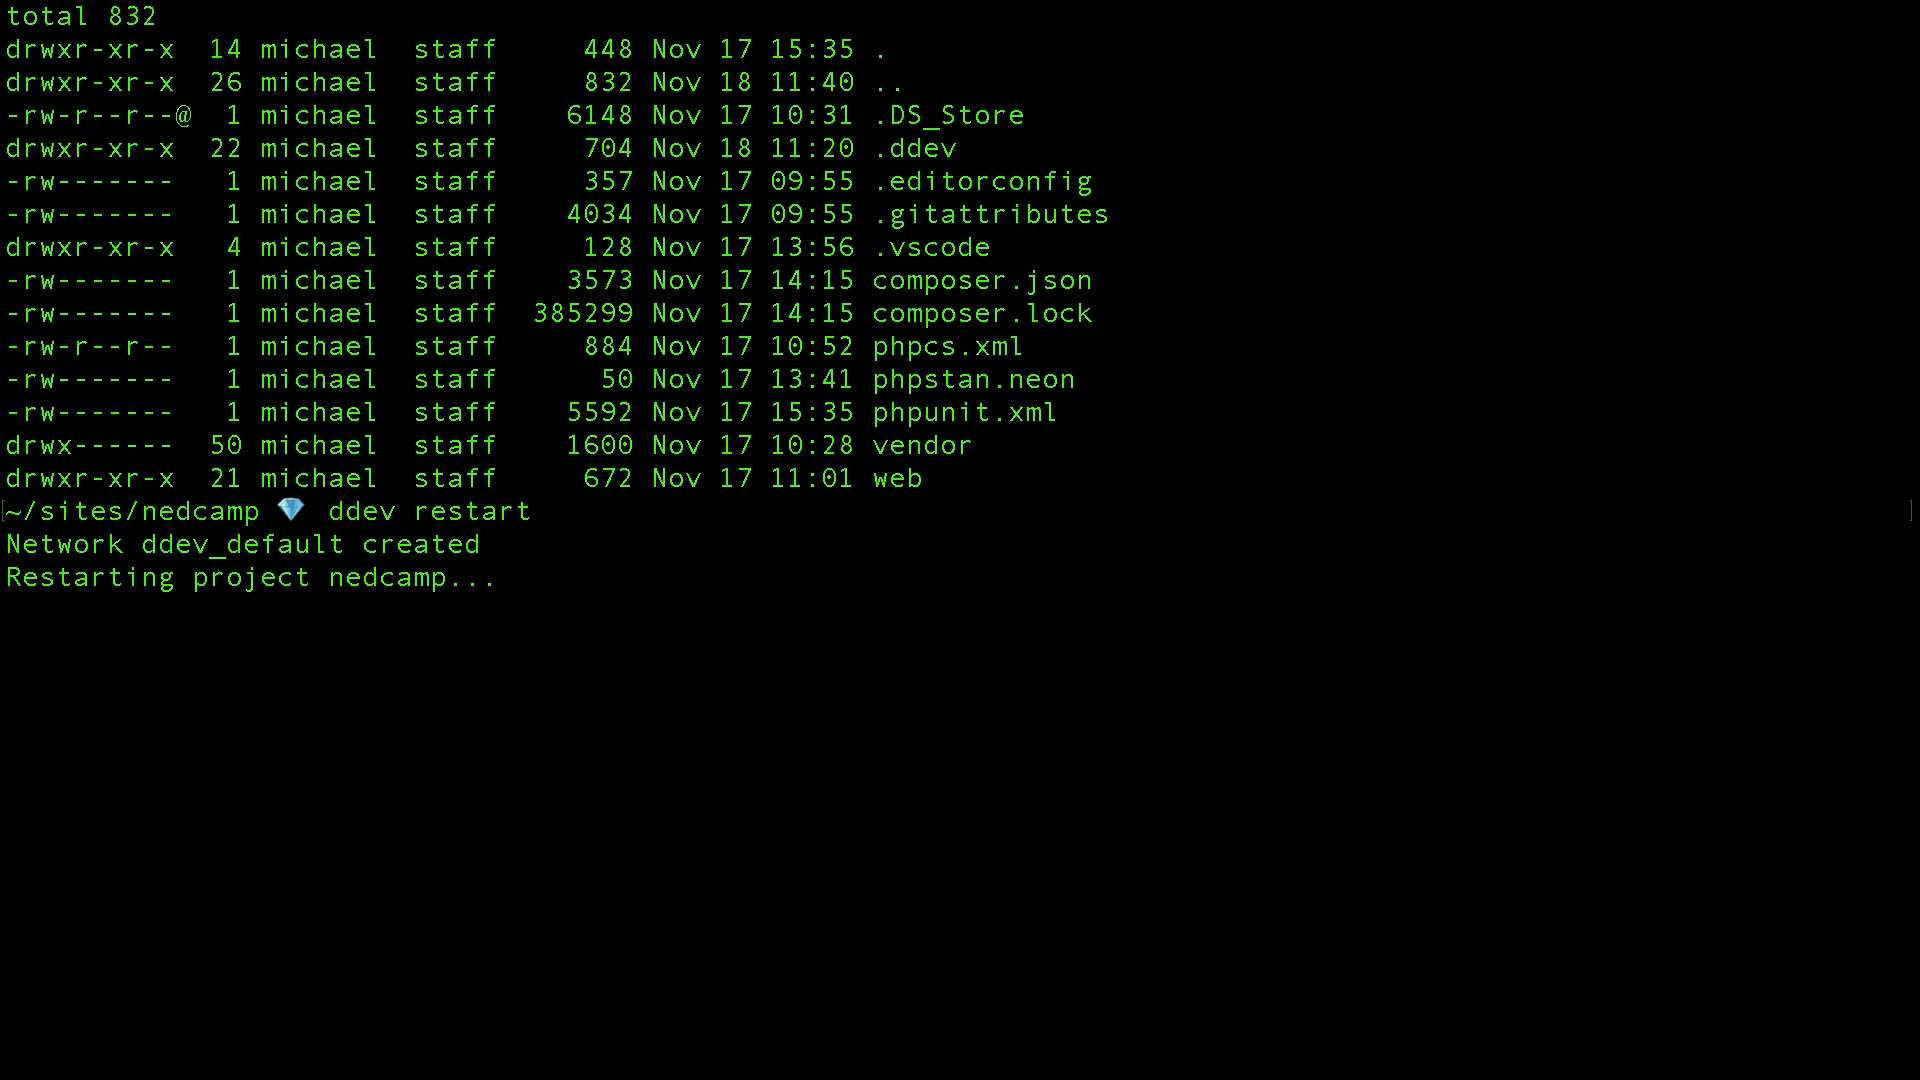 total 832
drwxr-xr-x  14 michael  staff     448 Nov 17 15:35 .
drwxr-xr-x  26 michael  staff     832 Nov 18 11:40 ..
-rw-r--r--@  1 michael  staff    6148 Nov 17 10:31 .DS_Store
drwxr-xr-x  22 michael  staff     704 Nov 18 11:20 .ddev
-rw-------   1 michael  staff     357 Nov 17 09:55 .editorconfig
-rw-------   1 michael  staff    4034 Nov 17 09:55 .gitattributes
drwxr-xr-x   4 michael  staff     128 Nov 17 13:56 .vscode
-rw-------   1 michael  staff    3573 Nov 17 14:15 composer.json
-rw-------   1 michael  staff  385299 Nov 17 14:15 composer.lock
-rw-r--r--   1 michael  staff     884 Nov 17 10:52 phpcs.xml
-rw-------   1 michael  staff      50 Nov 17 13:41 phpstan.neon
-rw-------   1 michael  staff    5592 Nov 17 15:35 phpunit.xml
drwx------  50 michael  staff    1600 Nov 17 10:28 vendor
drwxr-xr-x  21 michael  staff     672 Nov 17 11:01 web
[~/sites/nedcamp 💎 ddev restart ]
Network ddev_default created
Restarting project nedcamp...